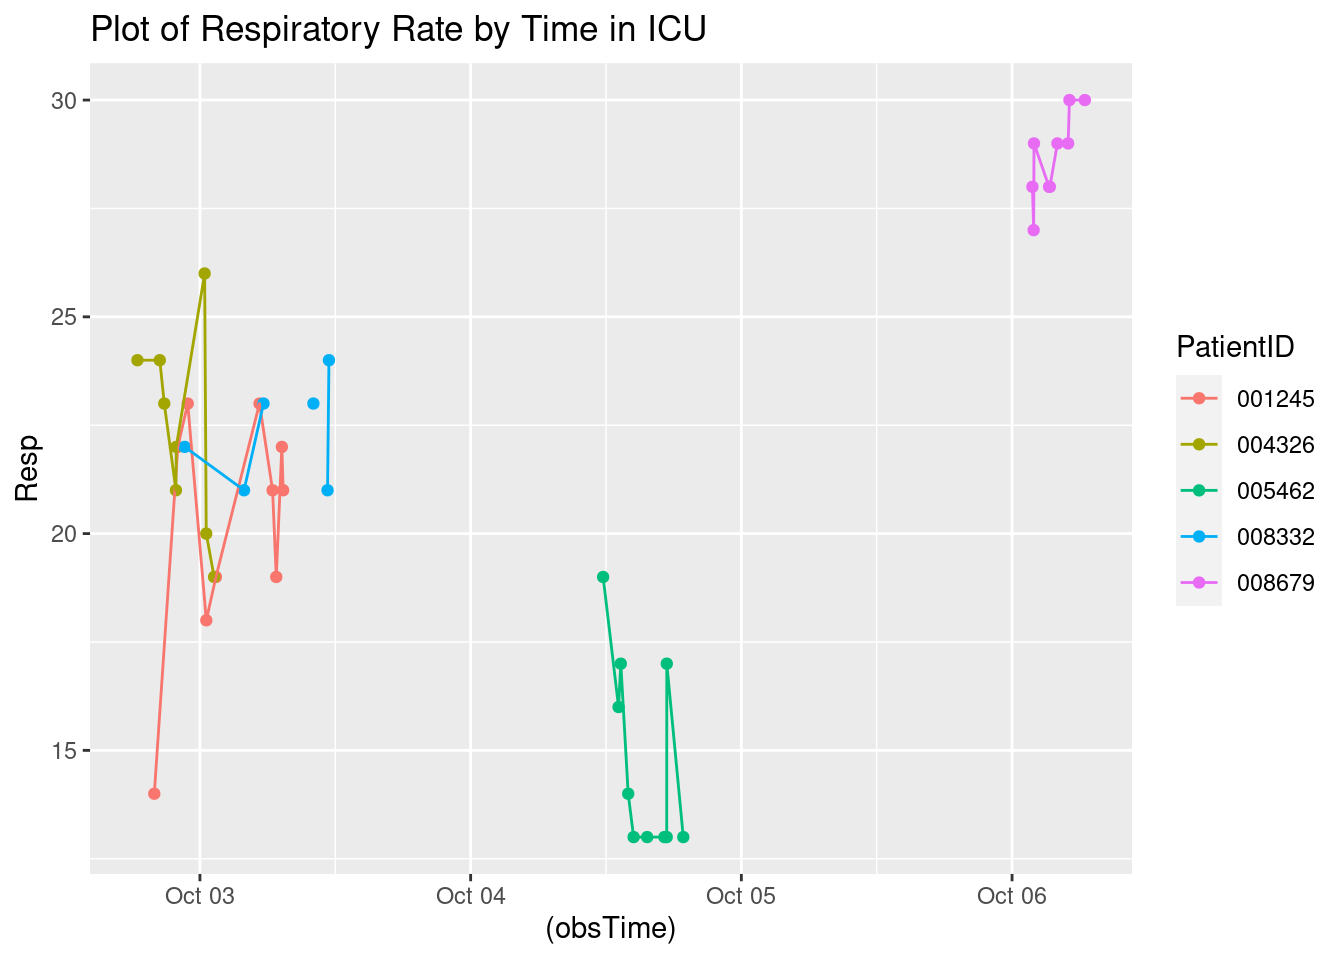 Plot of Respiratory Rate by Time in ICU
30
25
20
15
Resp
Oct 03
Oct 04
Oct 05
Oct 06
(obsTime)
PatientID
001245
004326
005462
008332
008679